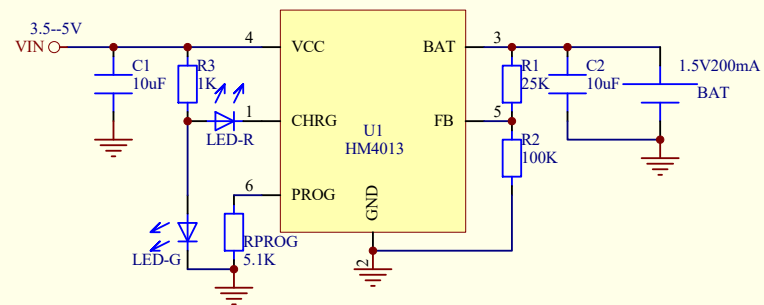 3.5--5V
VIN
4
VCC
BAT
3
C1
10uF
R3
1K
R1
25K
C2
10uF
1.5V200mA
BAT
1
CHRG
LED-R
U1
HM4013
FB
5
R2
100K
6
PROG
GND
2
RPROG
5.1K
LED-G